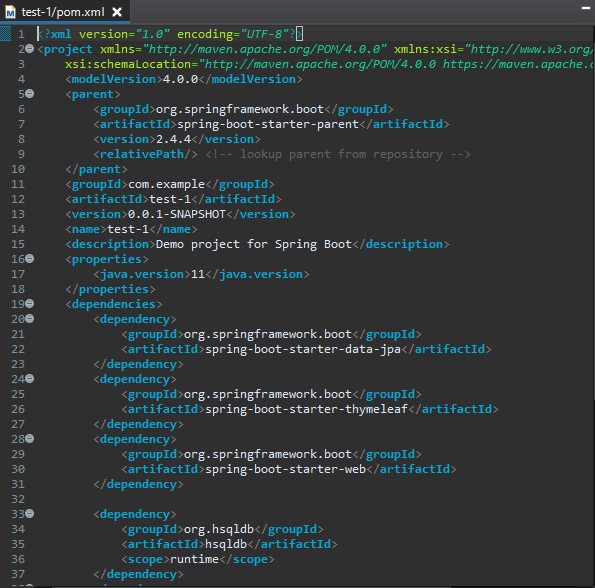 test-1/pom.xml
1 <?xml version="1.0" encoding="UTF-8"?>
2 <project xmlns="http://maven.apache.org/POM/4.0.0" xmlns:xsi="http://www.w3.org/
3 xsi:schemaLocation="http://maven.apache.org/POM/4.0.0 https://maven.apache.o
4 <modelVersion>4.0.0</modelVersion>
5 <parent>
6 <groupId>org.springframework.boot</groupId>
7 <artifactId>spring-boot-starter-parent</artifactId>
8 <version>2.4.4</version>
9 <relativePath/> <!-- lookup parent from repository -->
10 </parent>
11 <groupId>com.example</groupId>
12 <artifactId>test-1</artifactId>
13 <version>0.0.1-SNAPSHOT</version>
14 <name>test-1</name>
15 <description>Demo project for Spring Boot</description>
16 <properties>
17 <java.version>11</java.version>
18 </properties>
19 <dependencies>
20 <dependency>
21 <groupId>org.springframework.boot</groupId>
22 <artifactId>spring-boot-starter-data-jpa</artifactId>
23 </dependency>
24 <dependency>
25 <groupId>org.springframework.boot</groupId>
26 <artifactId>spring-boot-starter-thymeleaf</artifactId>
27 </dependency>
28 <dependency>
29 <groupId>org.springframework.boot</groupId>
30 <artifactId>spring-boot-starter-web</artifactId>
31 </dependency>
32
33 <dependency>
34 <groupId>org.hsqldb</groupId>
35 <artifactId>hsqldb</artifactId>
36 <scope>runtime</scope>
37 </dependency>